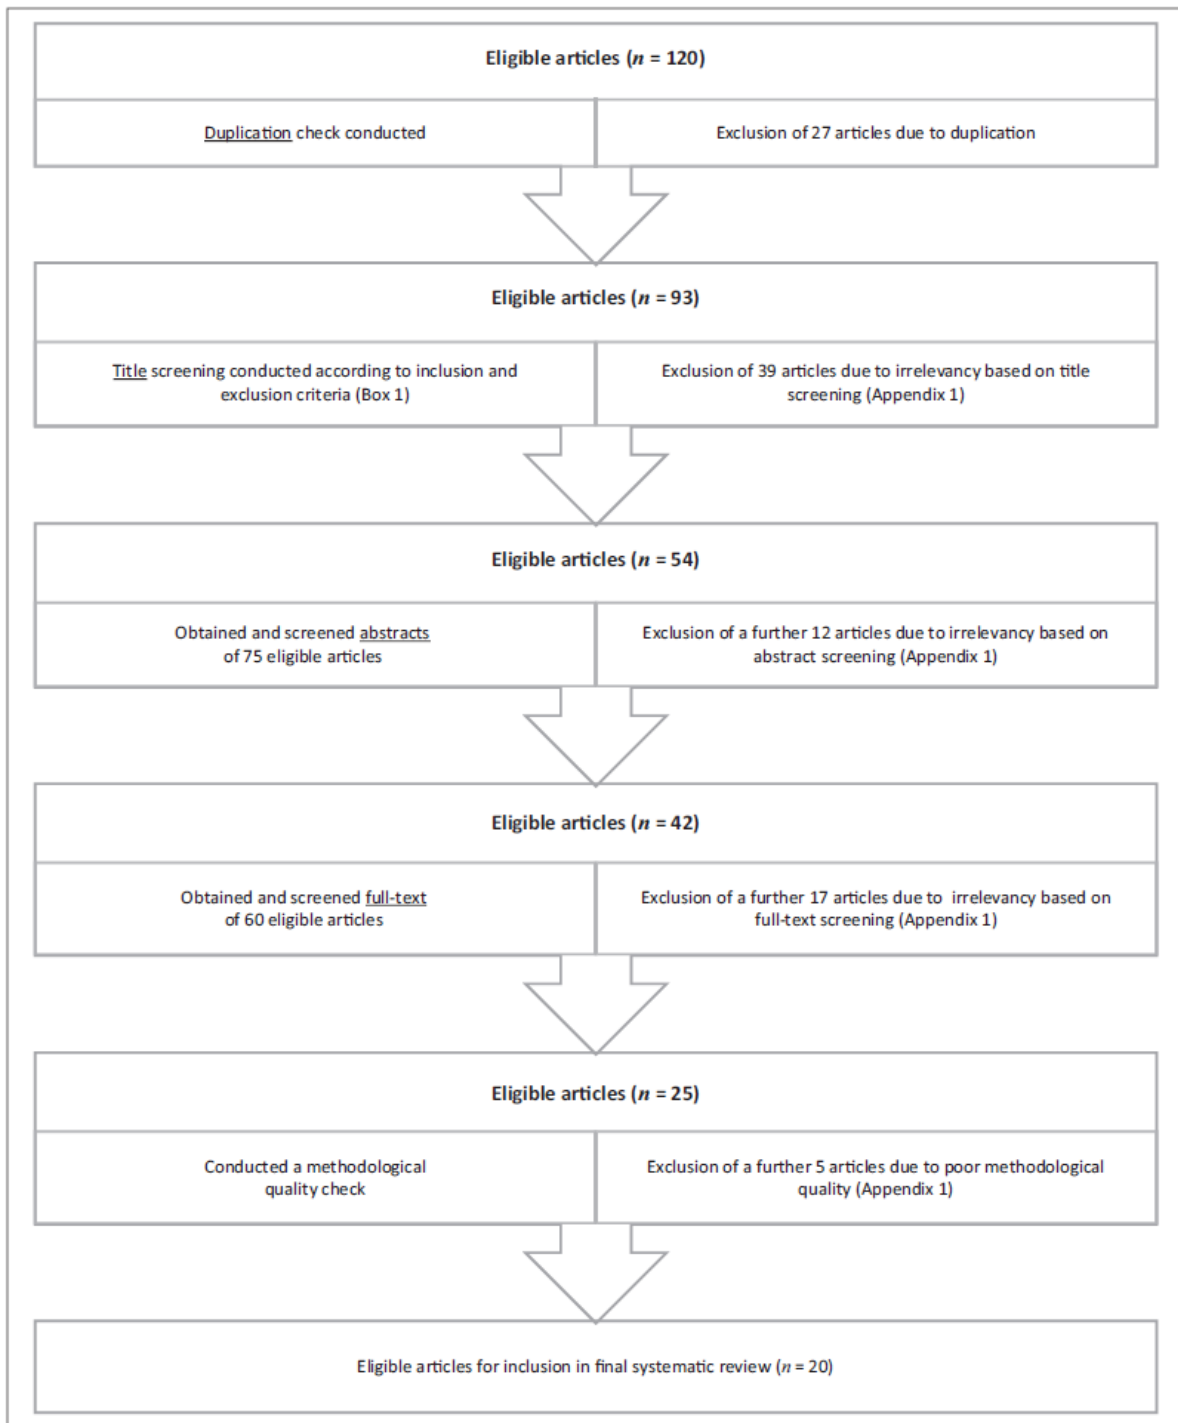 Eligible articles (n = 120)
Duplication check conducted
Exclusion of 27 articles due to duplication
Eligible articles (n = 93)
Title screening conducted according to inclusion and
exclusion criteria (Box 1)
Exclusion of 39 articles due to irrelevancy based on title
screening (Appendix 1)
Eligible articles (n = 54)
Obtained and screened abstracts
of 75 eligible articles
Exclusion of a further 12 articles due to irrelevancy based on
abstract screening (Appendix 1)
Eligible articles (n = 42)
Obtained and screened full-text
of 60 eligible articles
Exclusion of a further 17 articles due to irrelevancy based on
full-text screening (Appendix 1)
Eligible articles (n = 25)
Conducted a methodological
quality check
Exclusion of a further 5 articles due to poor methodological
quality (Appendix 1)
Eligible articles for inclusion in final systematic review (n = 20)